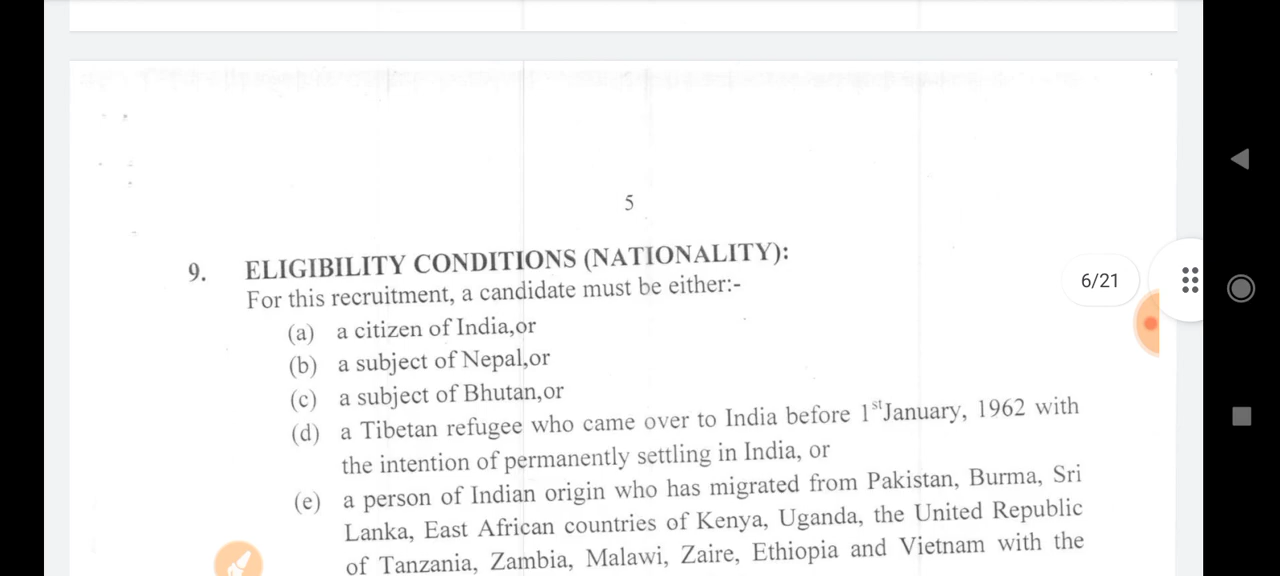 5
9. ELIGIBILITY CONDITIONS (NATIONALITY):
For this recruitment, a candidate must be either:-
(a) a citizen of India,or
(b) a subject of Nepal,or
(c) a subject of Bhutan,or
(d) a Tibetan refugee who came over to India before 1stJanuary, 1962 with
the intention of permanently settling in India, or
(e) a person of Indian origin who has migrated from Pakistan, Burma, Sri
Lanka, East African countries of Kenya, Uganda, the United Republic
of Tanzania, Zambia, Malawi, Zaire, Ethiopia and Vietnam with the
6/21